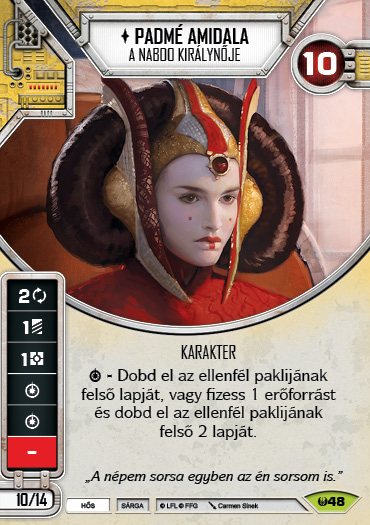 PADMÉ AMIDALA
A NABOO KIRÁLYNŐJE
10
2
1
1
-
10/14
KARAKTER
- Dobd el az ellenfél paklijának
felső lapját, vagy fizess 1 erőforrást
és dobd el az ellenfél paklijának
felső 2 lapját.
„A népem sorsa egyben az én sorsom is.”
HŐS
SÁRGA
© LFL © FFG
Carmen Sinek
48